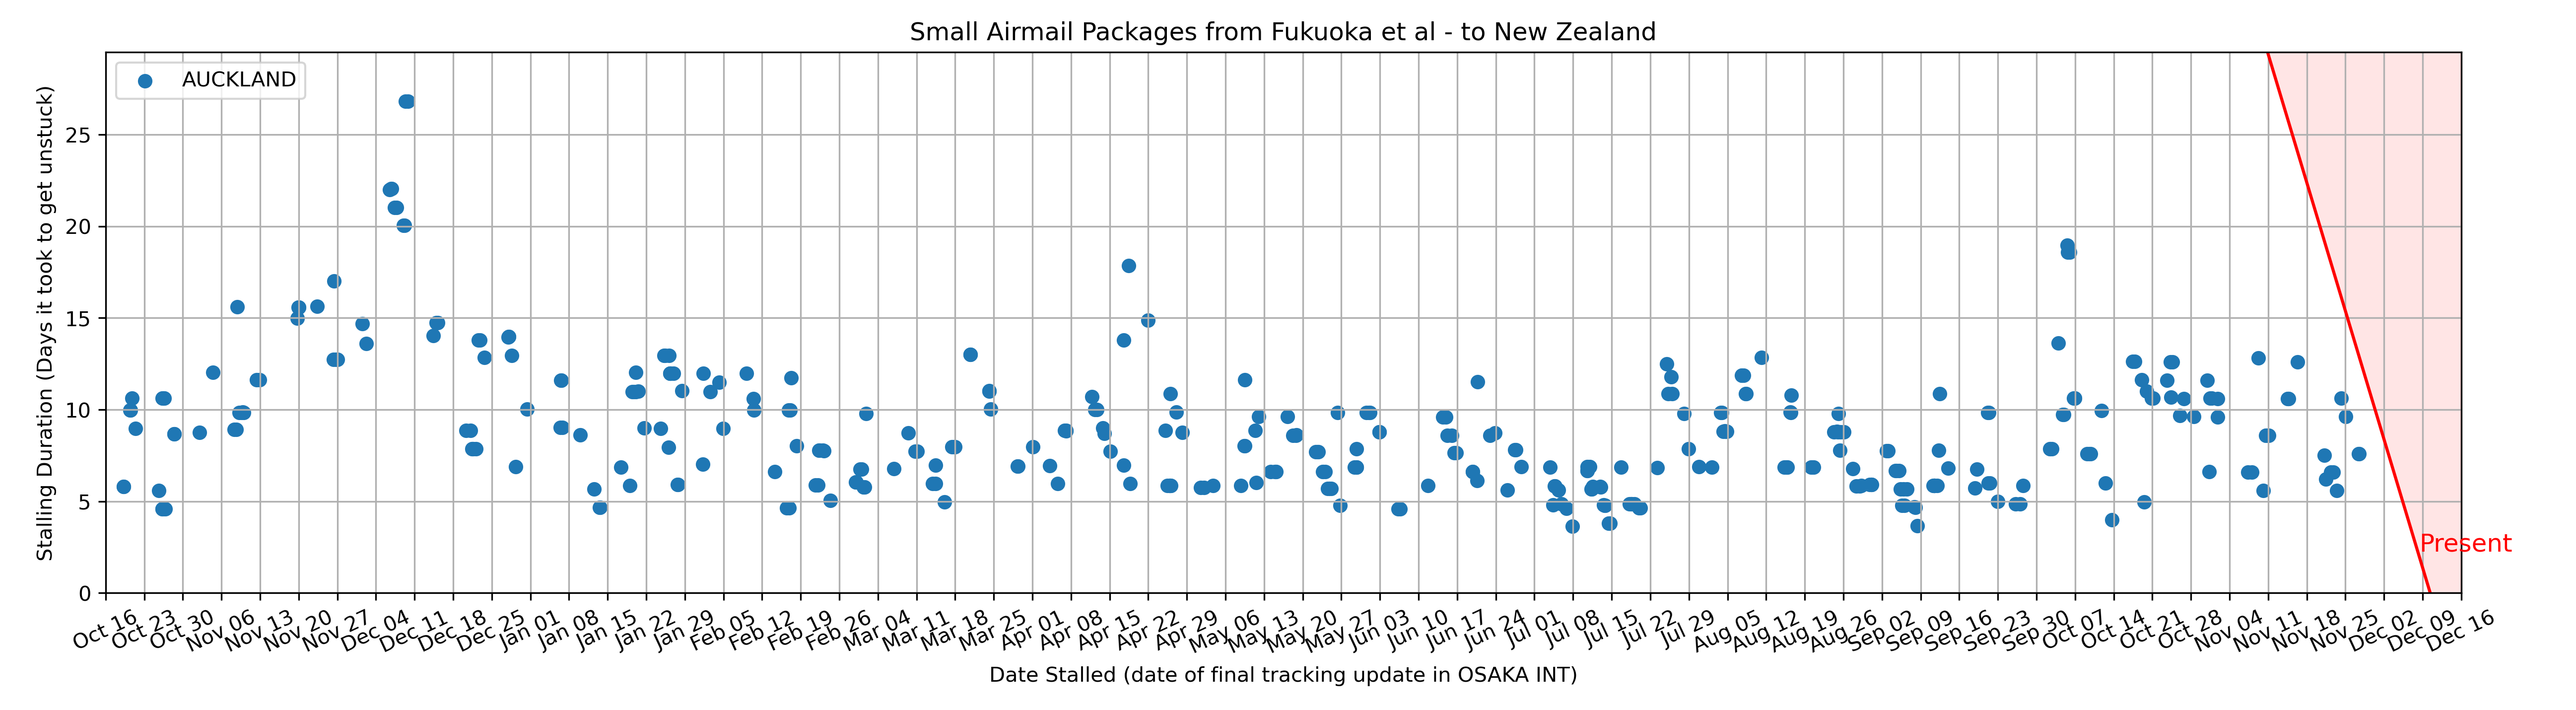 Small Airmail Packages from Fukuoka et al - to New Zealand
AUCKLAND
Stalling Duration (Days it took to get unstuck)
25
20
15
10
5
0
Present
Oct 16 Oct 23 Oct 30 Nov 06 Nov 13 Nov 20 Nov 27 Dec 04 Dec 11 Dec 18 Dec 25 Jan 01 Jan 08 Jan 15 Jan 22 Jan 29 Feb 05 Feb 12 Feb 19 Feb 26 Mar 04 Mar 11 Mar 18 Mar 25 Apr 01 Apr 08 Apr 15 Apr 22 Apr 29 May 06 May 13 May 20 May 27 Jun 03 Jun 10 Jun 17 Jun 24 Jul 01 Jul 08 Jul 15 Jul 22 Jul 29 Aug 05 Aug 12 Aug 19 Aug 26 Sep 02 Sep 09 Sep 16 Sep 23 Sep 30 Oct 07 Oct 14 Oct 21 Oct 28 Nov 04 Nov 11 Nov 18 Nov 25 Dec 02 Dec 09 Dec 16
Date Stalled (date of final tracking update in OSAKA INT)